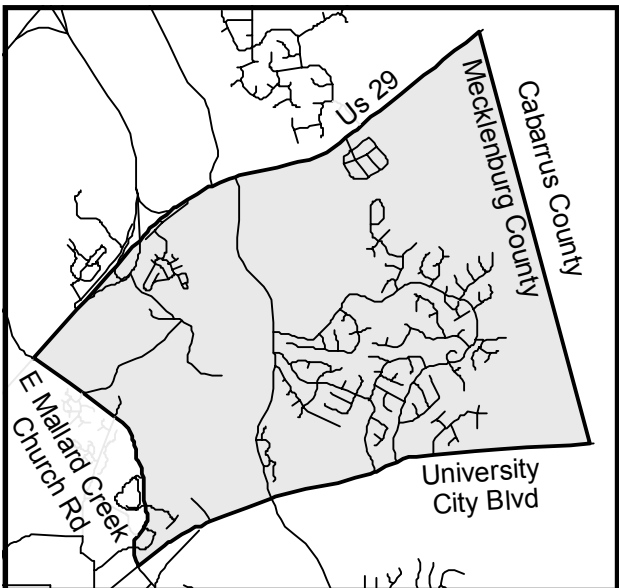 Us 29
Mecklenburg County
Cabarrus County
E Mallard Creek
Church Rd
University
City Blvd